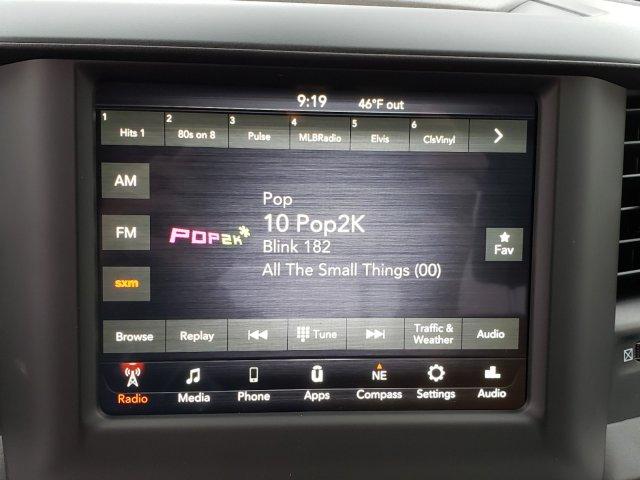 9:19 46°F out
1 Hits 1 2 80s on 8 3 Pulse 4 MLBRadio 5 Elvis 6 ClsVinyl
AM
FM
sxm
POP2K
Pop
10 Pop2K
Blink 182
All The Small Things (00)
Fav
Browse Replay Tune Traffic & Weather Audio
NE
Radio Media Phone Apps Compass Settings Audio